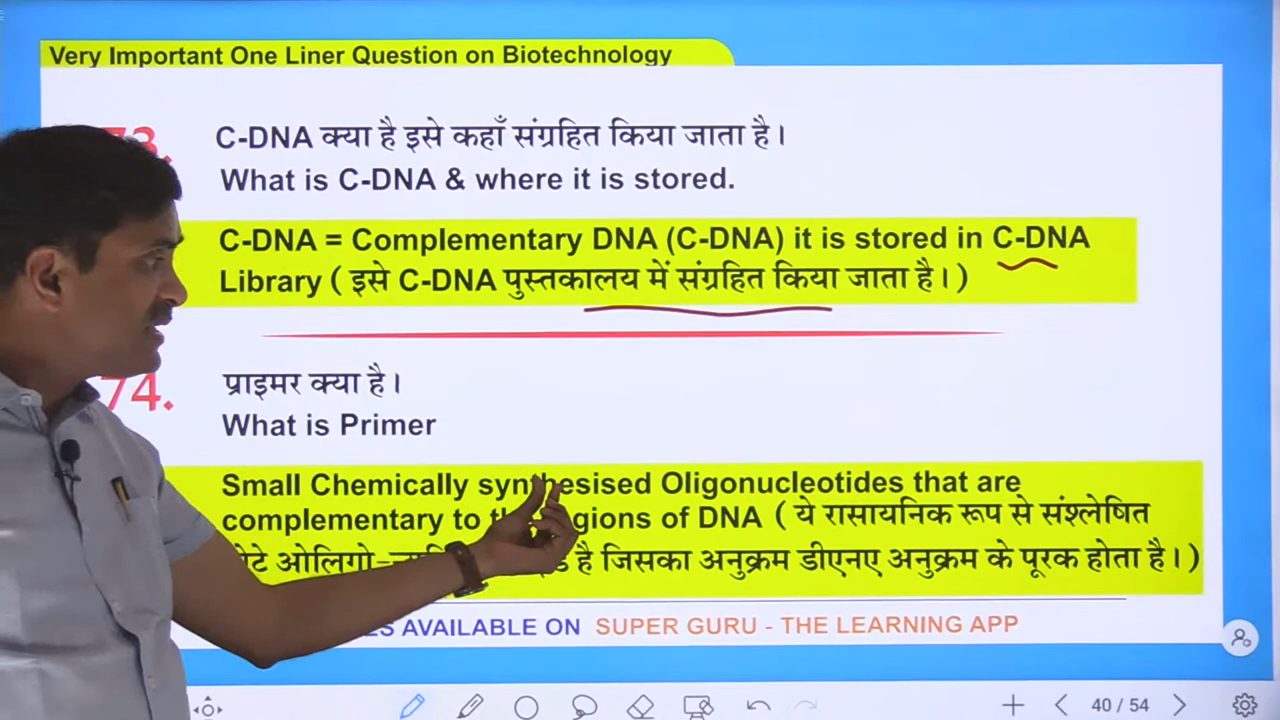 Very Important One Liner Question on Biotechnology
73.
C-DNA क्या है इसे कहाँ संग्रहित किया जाता है।
What is C-DNA & where it is stored.
C-DNA = Complementary DNA (C-DNA) it is stored in C-DNA
Library ( इसे C-DNA पुस्तकालय में संग्रहित किया जाता है। )
74.
प्राइमर क्या है।
What is Primer
Small Chemically synthesised Oligonucleotides that are
complementary to of DNA ( ये रासायनिक रूप से संश्लेषित
है जिसका अनुक्रम डीएनए अनुक्रम के पूरक होता है। )
AVAILABLE ON SUPER GURU - THE LEARNING APP
40 / 54